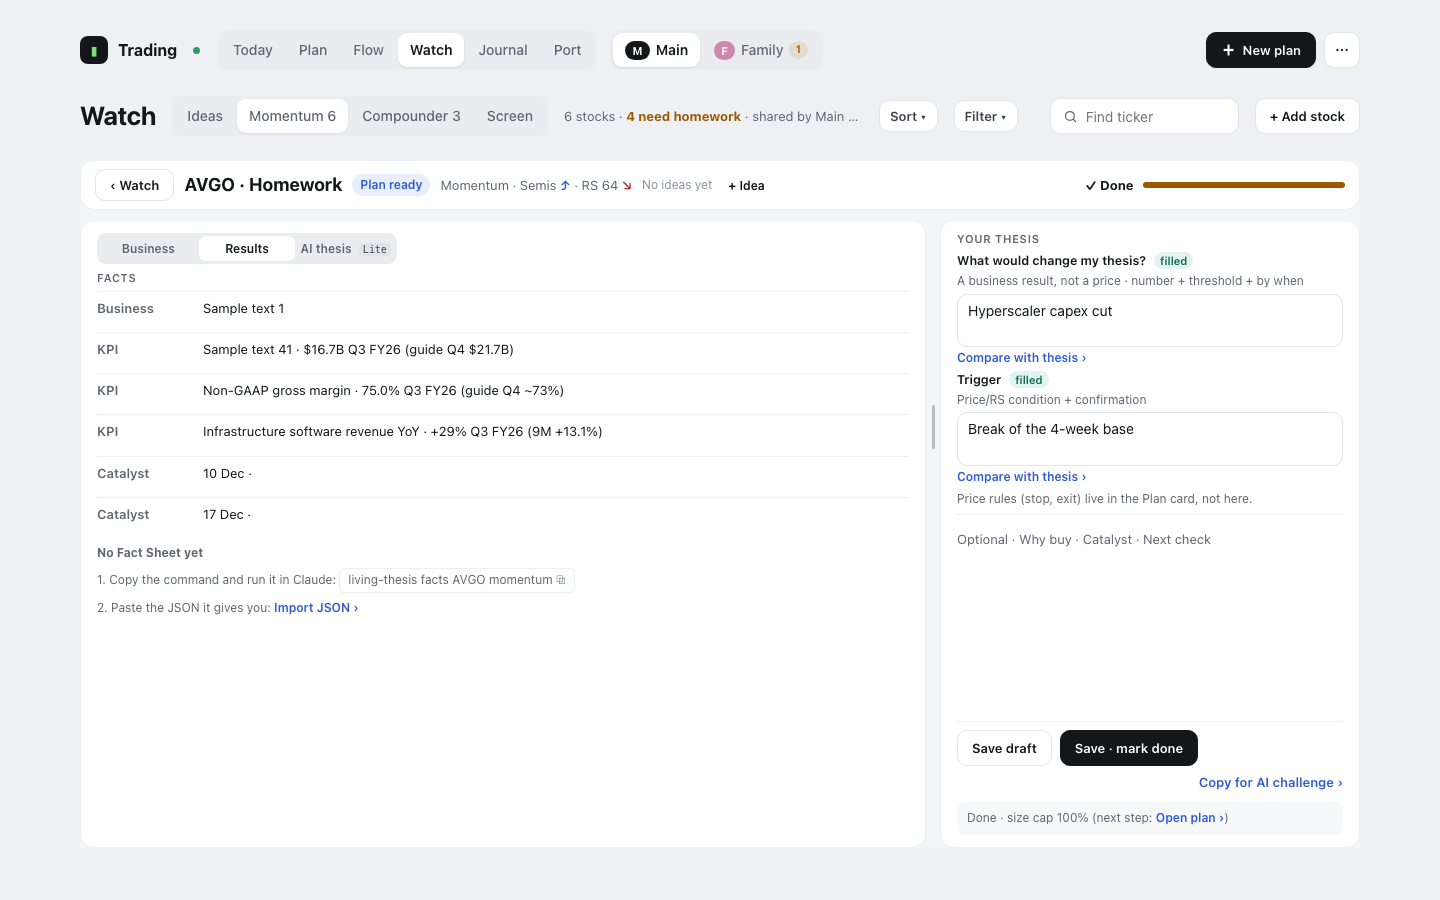 Trading
Today Plan Flow Watch Journal Port
M Main F Family 1
+ New plan
···
Watch
Ideas Momentum 6 Compounder 3 Screen
6 stocks · 4 need homework · shared by Main ...
Sort ▾
Filter ▾
Find ticker
+ Add stock
‹ Watch
AVGO · Homework
Plan ready
Momentum · Semis ↗ · RS 64 ↘
No ideas yet
+ Idea
✓ Done
Business Results AI thesis Lite
FACTS
Business Sample text 1
KPI Sample text 41 · $16.7B Q3 FY26 (guide Q4 $21.7B)
KPI Non-GAAP gross margin · 75.0% Q3 FY26 (guide Q4 ~73%)
KPI Infrastructure software revenue YoY · +29% Q3 FY26 (9M +13.1%)
Catalyst 10 Dec ·
Catalyst 17 Dec ·
No Fact Sheet yet
1. Copy the command and run it in Claude: living-thesis facts AVGO momentum
2. Paste the JSON it gives you: Import JSON ›
YOUR THESIS
What would change my thesis? filled
A business result, not a price · number + threshold + by when
Hyperscaler capex cut
Compare with thesis ›
Trigger filled
Price/RS condition + confirmation
Break of the 4-week base
Compare with thesis ›
Price rules (stop, exit) live in the Plan card, not here.
Optional · Why buy · Catalyst · Next check
Save draft
Save · mark done
Copy for AI challenge ›
Done · size cap 100% (next step: Open plan ›)